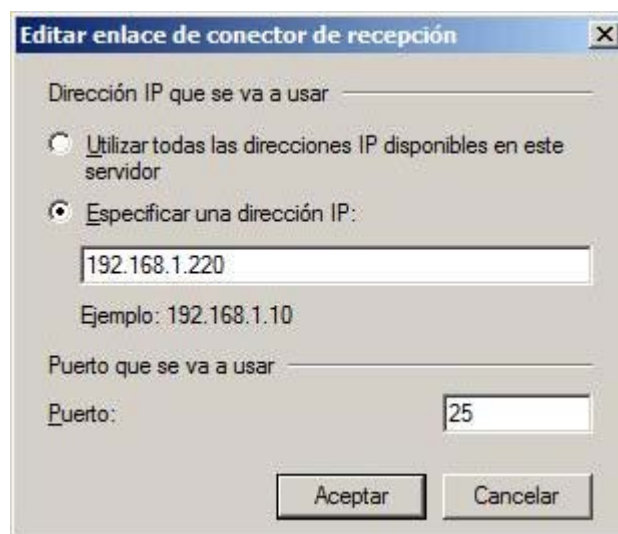 Editar enlace de conector de recepción
Dirección IP que se va a usar
Utilizar todas las direcciones IP disponibles en este
servidor
Especificar una dirección IP:
192.168.1.220
Ejemplo: 192.168.1.10
Puerto que se va a usar
Puerto: 25
Aceptar Cancelar